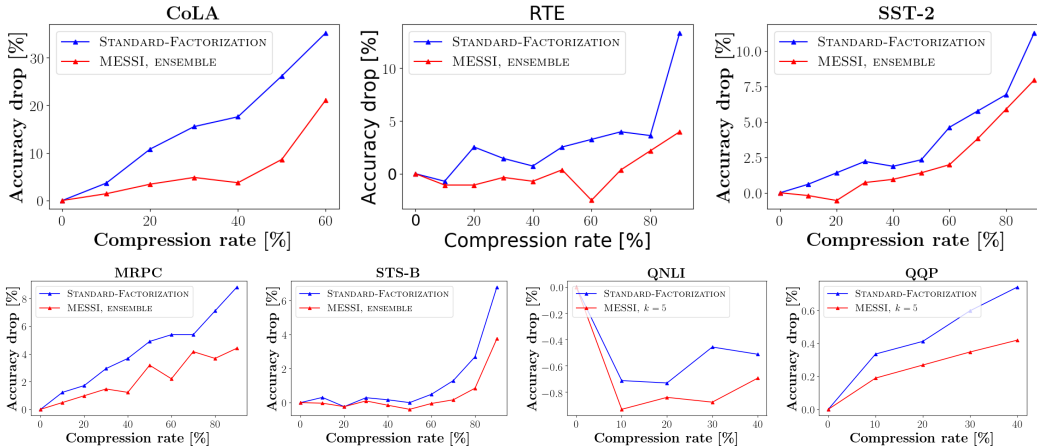 CoLA
Accuracy drop [%]
30
20
10
0
STANDARD-FACTORIZATION
MESSI, ENSEMBLE
0 20 40 60
Compression rate [%]
RTE
Accuracy drop [%]
10
5
0
STANDARD-FACTORIZATION
MESSI, ENSEMBLE
0 20 40 60 80
Compression rate [%]
SST-2
Accuracy drop [%]
10.0
7.5
5.0
2.5
0.0
STANDARD-FACTORIZATION
MESSI, ENSEMBLE
0 20 40 60 80
Compression rate [%]
MRPC
Accuracy drop [%]
8
6
4
2
0
STANDARD-FACTORIZATION
MESSI, ENSEMBLE
0 20 40 60 80
Compression rate [%]
STS-B
Accuracy drop [%]
6
4
2
0
STANDARD-FACTORIZATION
MESSI, ENSEMBLE
0 20 40 60 80
Compression rate [%]
QNLI
Accuracy drop [%]
0.0
−0.2
−0.4
−0.6
−0.8
STANDARD-FACTORIZATION
MESSI, k = 5
0 10 20 30 40
Compression rate [%]
QQP
Accuracy drop [%]
0.6
0.4
0.2
0.0
STANDARD-FACTORIZATION
MESSI, k = 5
0 10 20 30 40
Compression rate [%]